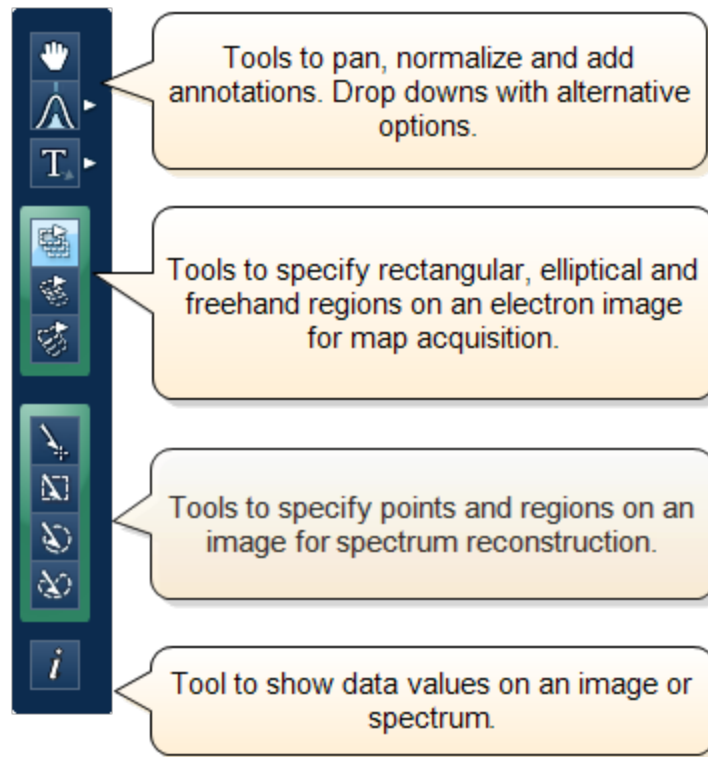 Tools to pan, normalize and add
annotations. Drop downs with alternative
options.
T
Tools to specify rectangular, elliptical and
freehand regions on an electron image
for map acquisition.
Tools to specify points and regions on an
image for spectrum reconstruction.
i
Tool to show data values on an image or
spectrum.